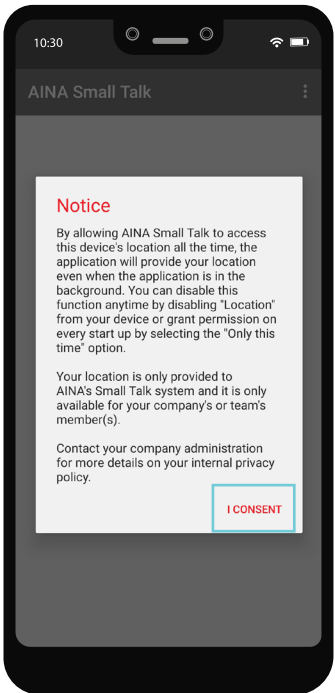 10:30
AINA Small Talk
Notice
By allowing AINA Small Talk to access
this device's location all the time, the
application will provide your location
even when the application is in the
background. You can disable this
function anytime by disabling "Location"
from your device or grant permission on
every start up by selecting the "Only this
time" option.
Your location is only provided to
AINA's Small Talk system and it is only
available for your company's or team's
member(s).
Contact your company administration
for more details on your internal privacy
policy.
I CONSENT